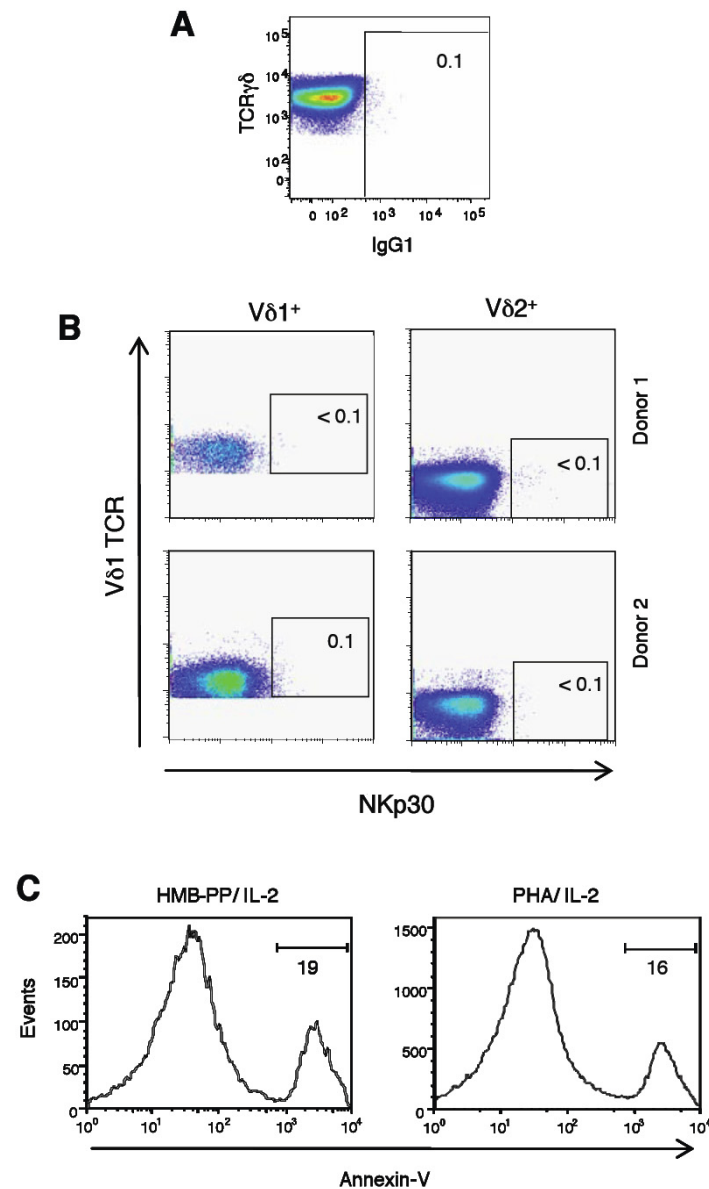 A
TCRγδ
10⁵
10⁴
10³
10²
0
0.1
0 10² 10³ 10⁴ 10⁵
IgG1
B
Vδ1⁺ Vδ2⁺
Vδ1 TCR
< 0.1
< 0.1
Donor 1
0.1
< 0.1
Donor 2
NKp30
C
HMB-PP/ IL-2
PHA/ IL-2
Events
200
150
100
50
0
19
10⁰ 10¹ 10² 10³ 10⁴
1500
1000
500
0
16
10⁰ 10¹ 10² 10³ 10⁴
Annexin-V